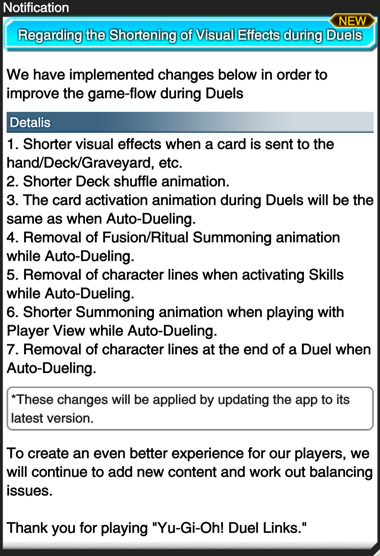 Notification
NEW
Regarding the Shortening of Visual Effects during Duels
We have implemented changes below in order to
improve the game-flow during Duels
Detalis
1. Shorter visual effects when a card is sent to the
hand/Deck/Graveyard, etc.
2. Shorter Deck shuffle animation.
3. The card activation animation during Duels will be the
same as when Auto-Dueling.
4. Removal of Fusion/Ritual Summoning animation
while Auto-Dueling.
5. Removal of character lines when activating Skills
while Auto-Dueling.
6. Shorter Summoning animation when playing with
Player View while Auto-Dueling.
7. Removal of character lines at the end of a Duel when
Auto-Dueling.
*These changes will be applied by updating the app to its
latest version.
To create an even better experience for our players, we
will continue to add new content and work out balancing
issues.
Thank you for playing "Yu-Gi-Oh! Duel Links."